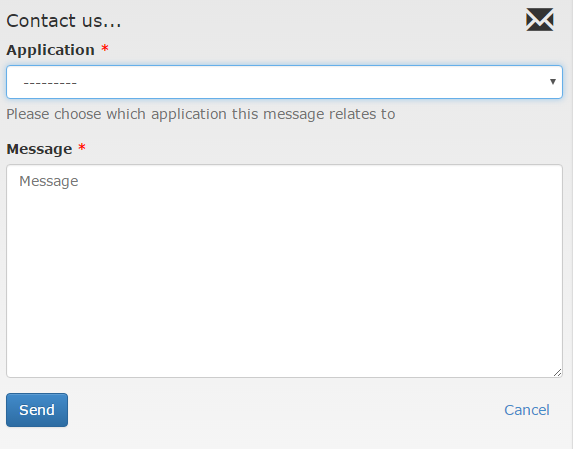 Contact us...
Application *
---------
Please choose which application this message relates to
Message *
Message
Send
Cancel